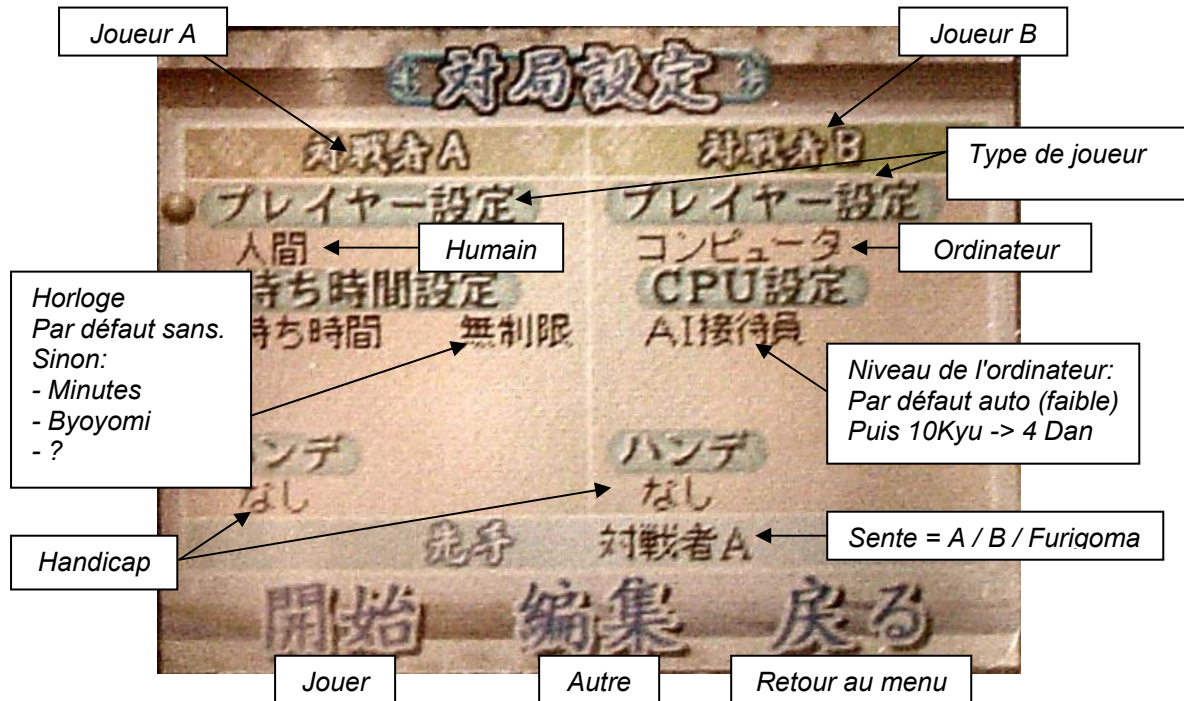 Joueur A
Joueur B
対局設定
対戦者A
対戦者B
Type de joueur
プレイヤー設定
プレイヤー設定
人間
Humain
コンピュータ
Ordinateur
Horloge
Par défaut sans.
Sinon:
- Minutes
- Byoyomi
- ?
持ち時間設定
CPU設定
持ち時間 無制限
AI接待員
Niveau de l'ordinateur:
Par défaut auto (faible)
Puis 10Kyu -> 4 Dan
ハンデ
ハンデ
なし
なし
Handicap
先手 対戦者A
Sente = A / B / Furigoma
開始 編集 戻る
Jouer
Autre
Retour au menu